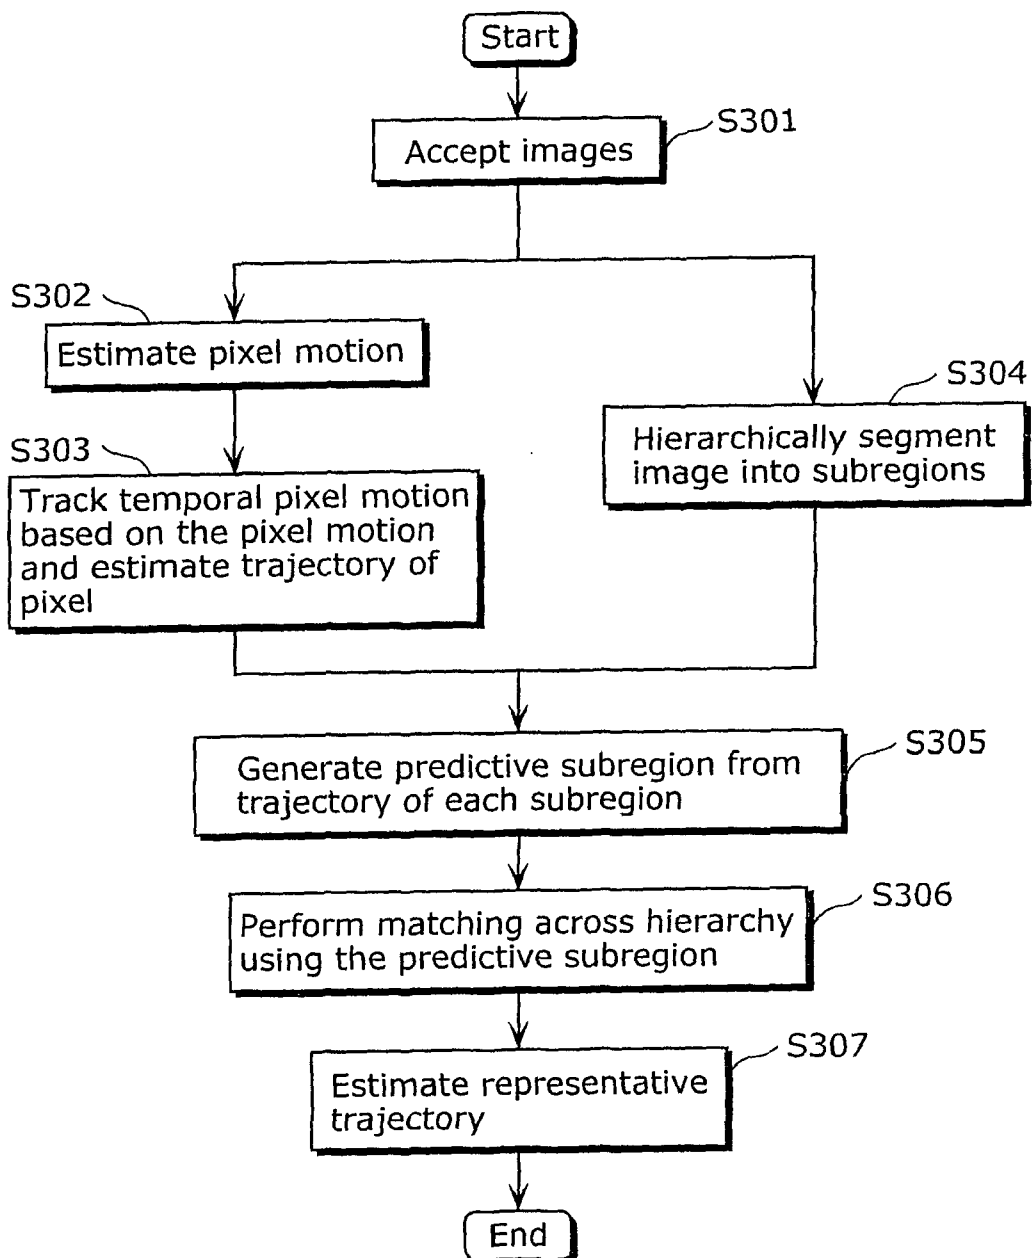 Start
S301
Accept images
S302
Estimate pixel motion
S304
Hierarchically segment
image into subregions
S303
Track temporal pixel motion
based on the pixel motion
and estimate trajectory of
pixel
S305
Generate predictive subregion from
trajectory of each subregion
S306
Perform matching across hierarchy
using the predictive subregion
S307
Estimate representative
trajectory
End